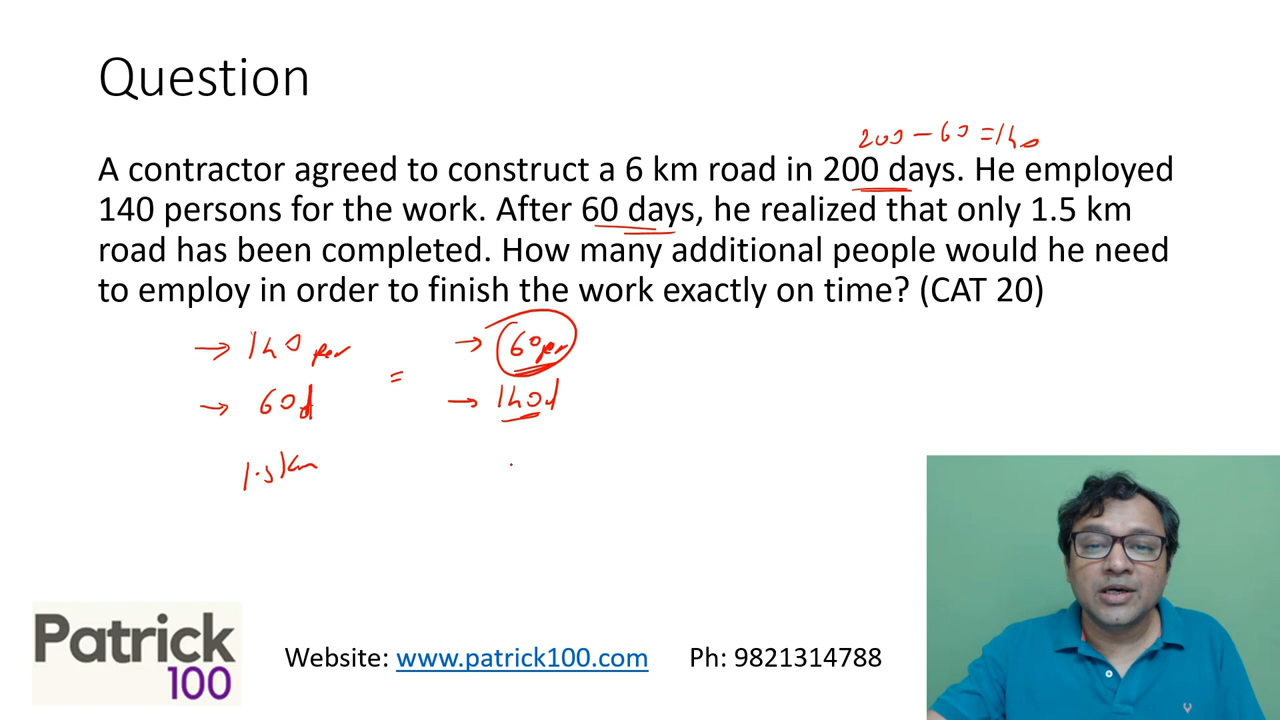 Question
200 - 60 = 140
A contractor agreed to construct a 6 km road in 200 days. He employed
140 persons for the work. After 60 days, he realized that only 1.5 km
road has been completed. How many additional people would he need
to employ in order to finish the work exactly on time? (CAT 20)
→ 140 per = → 60 per
→ 60d → 140d
1.5 km
Patrick
100
Website: www.patrick100.com Ph: 9821314788